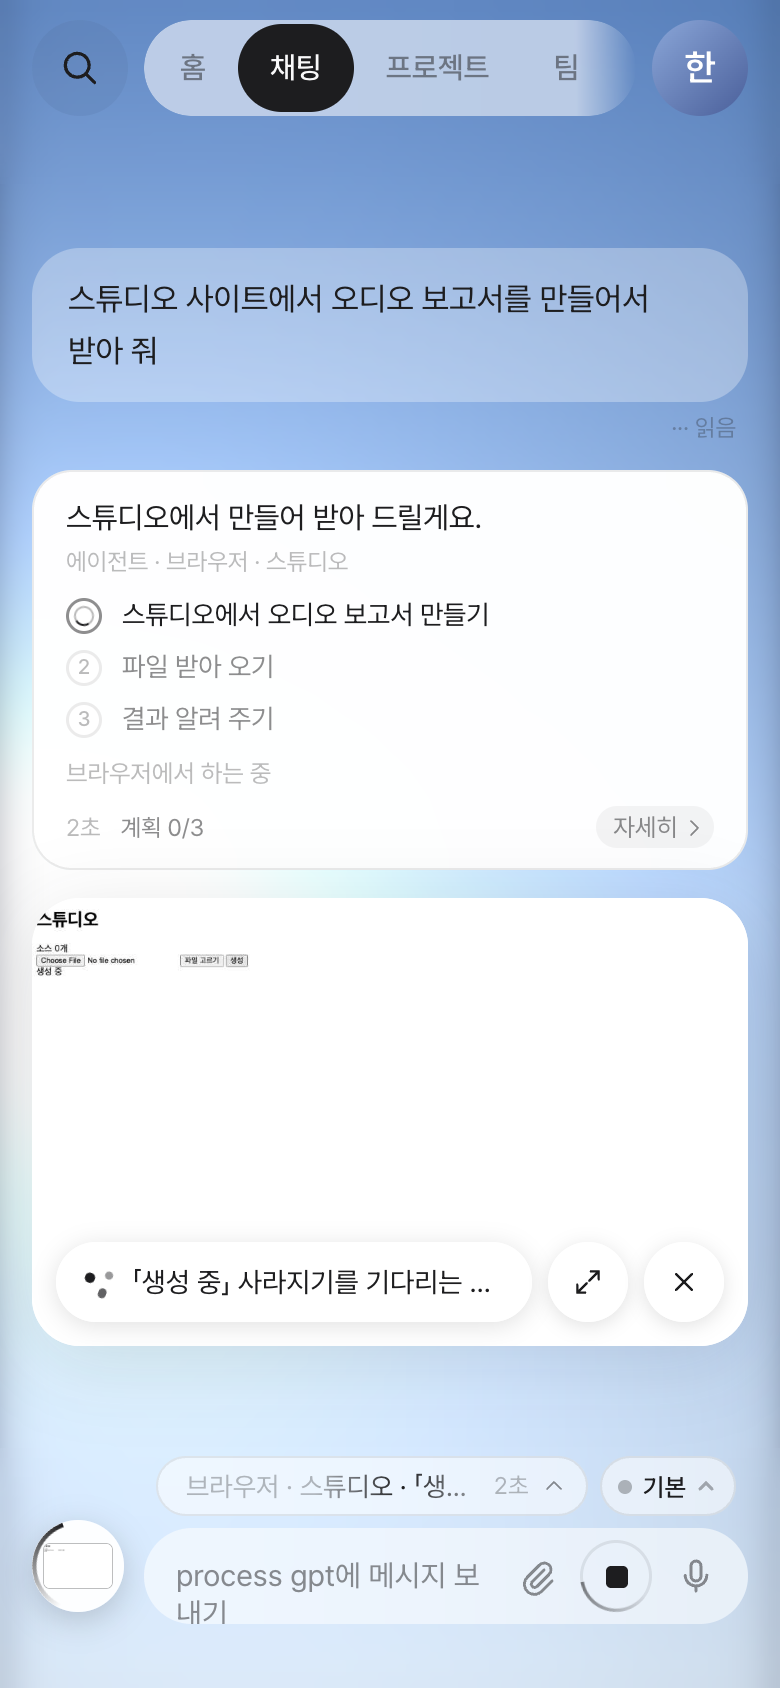 홈 채팅 프로젝트 팀 한
스튜디오 사이트에서 오디오 보고서를 만들어서
받아 줘
··· 읽음
스튜디오에서 만들어 받아 드릴게요.
에이전트 · 브라우저 · 스튜디오
스튜디오에서 오디오 보고서 만들기
2 파일 받아 오기
3 결과 알려 주기
브라우저에서 하는 중
2초 계획 0/3 자세히
스튜디오
소스 0개
Choose File No file chosen 파일 고르기 생성
생성 중
「생성 중」 사라지기를 기다리는 ...
브라우저 · 스튜디오 · 「생... 2초 기본
process gpt에 메시지 보
내기